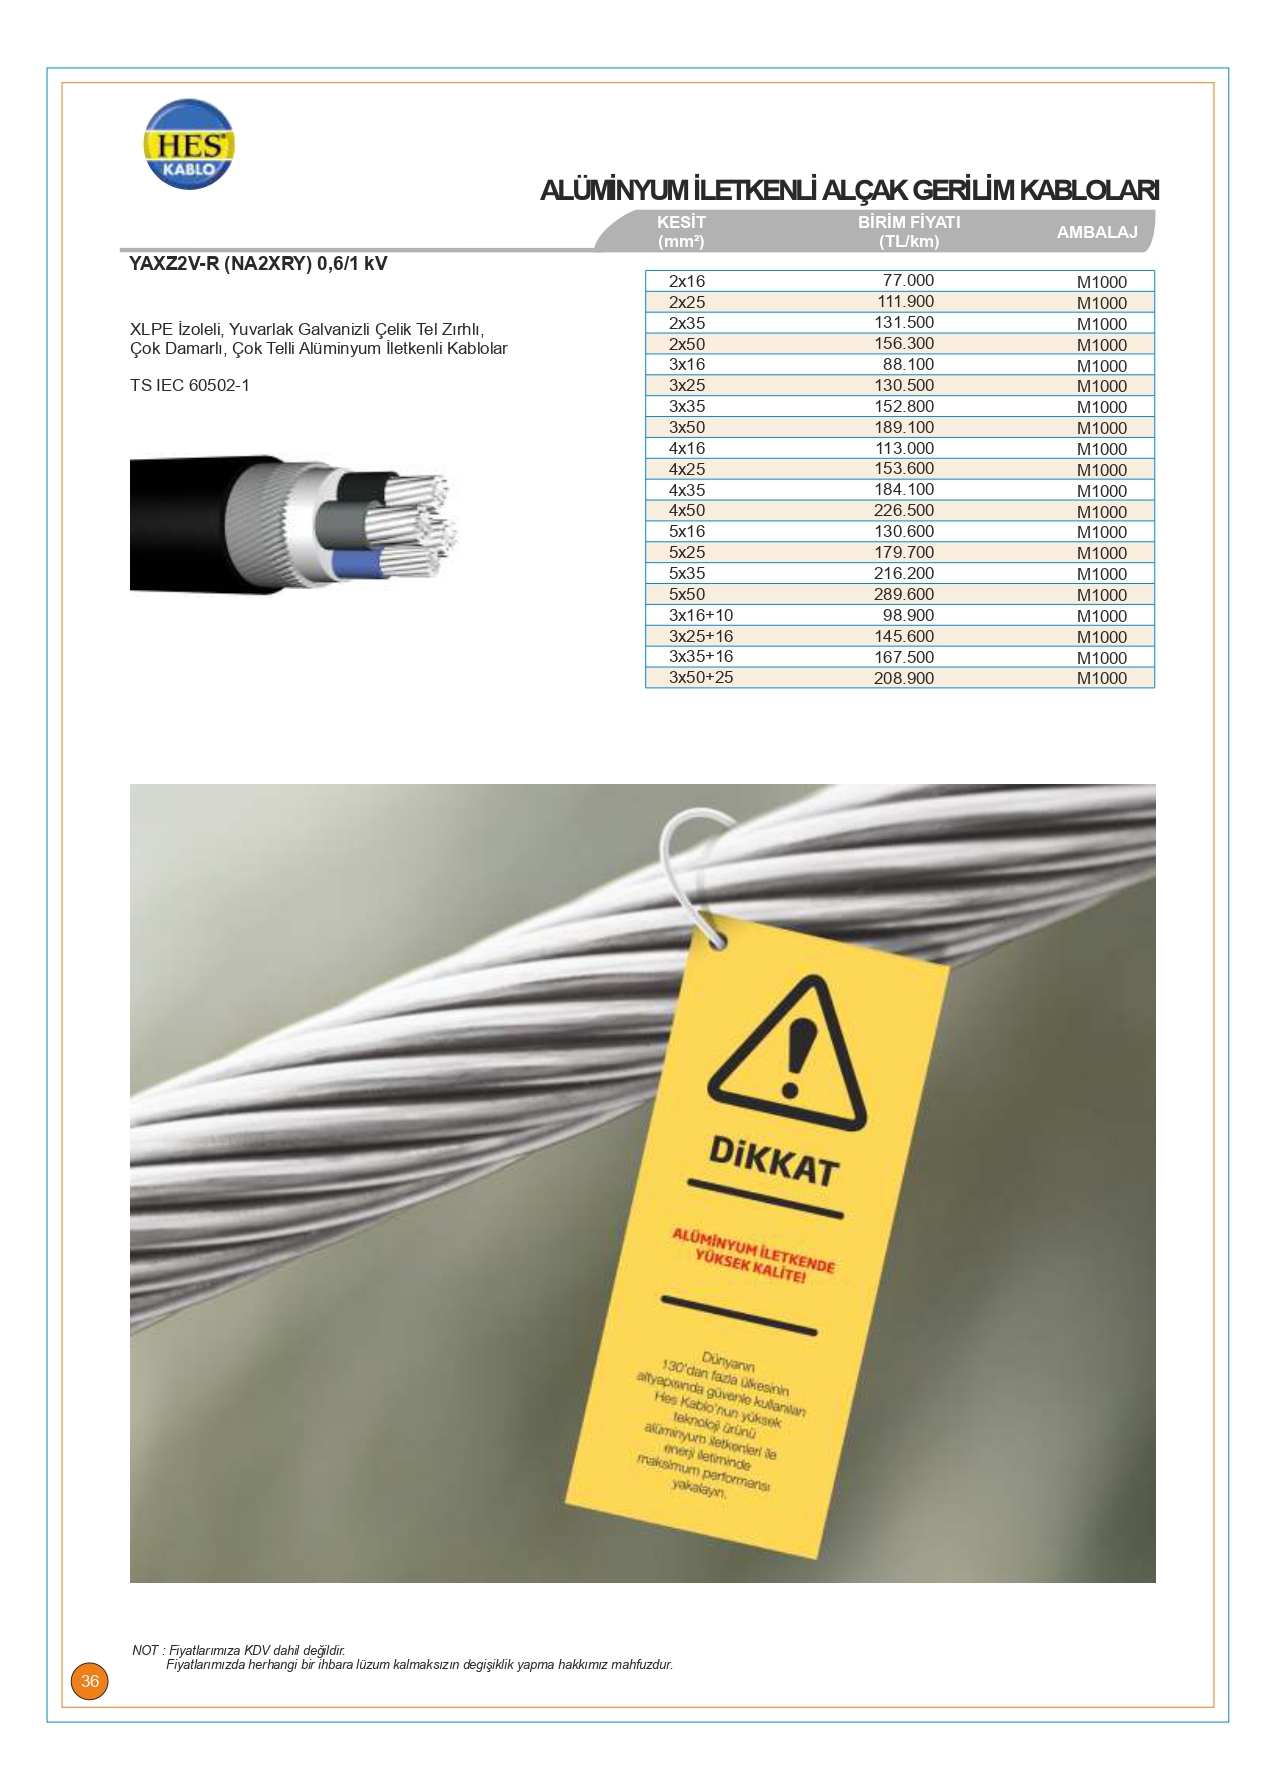 HES
KABLO
ALÜMİNYUM İLETKENLİ ALÇAK GERİLİM KABLOLARI
KESİT (mm²) BİRİM FİYATI (TL/km) AMBALAJ
YAXZ2V-R (NA2XRY) 0,6/1 kV
XLPE İzoleli, Yuvarlak Galvanizli Çelik Tel Zırhlı,
Çok Damarlı, Çok Telli Alüminyum İletkenli Kablolar
TS IEC 60502-1
2x16 77.000 M1000
2x25 111.900 M1000
2x35 131.500 M1000
2x50 156.300 M1000
3x16 88.100 M1000
3x25 130.500 M1000
3x35 152.800 M1000
3x50 189.100 M1000
4x16 113.000 M1000
4x25 153.600 M1000
4x35 184.100 M1000
4x50 226.500 M1000
5x16 130.600 M1000
5x25 179.700 M1000
5x35 216.200 M1000
5x50 289.600 M1000
3x16+10 98.900 M1000
3x25+16 145.600 M1000
3x35+16 167.500 M1000
3x50+25 208.900 M1000
DİKKAT
ALÜMİNYUM İLETKENDE
YÜKSEK KALİTE!
Dünyanın
130'dan fazla ülkesinin
altyapısında güvenle kullanılan
Hes Kablo'nun yüksek
teknoloji ürünü
alüminyum iletkenleri ile
enerji iletiminde
maksimum performansı
yakalayın.
NOT : Fiyatlarımıza KDV dahil değildir.
Fiyatlarımızda herhangi bir ihbara lüzum kalmaksızın degişiklik yapma hakkımız mahfuzdur.
36